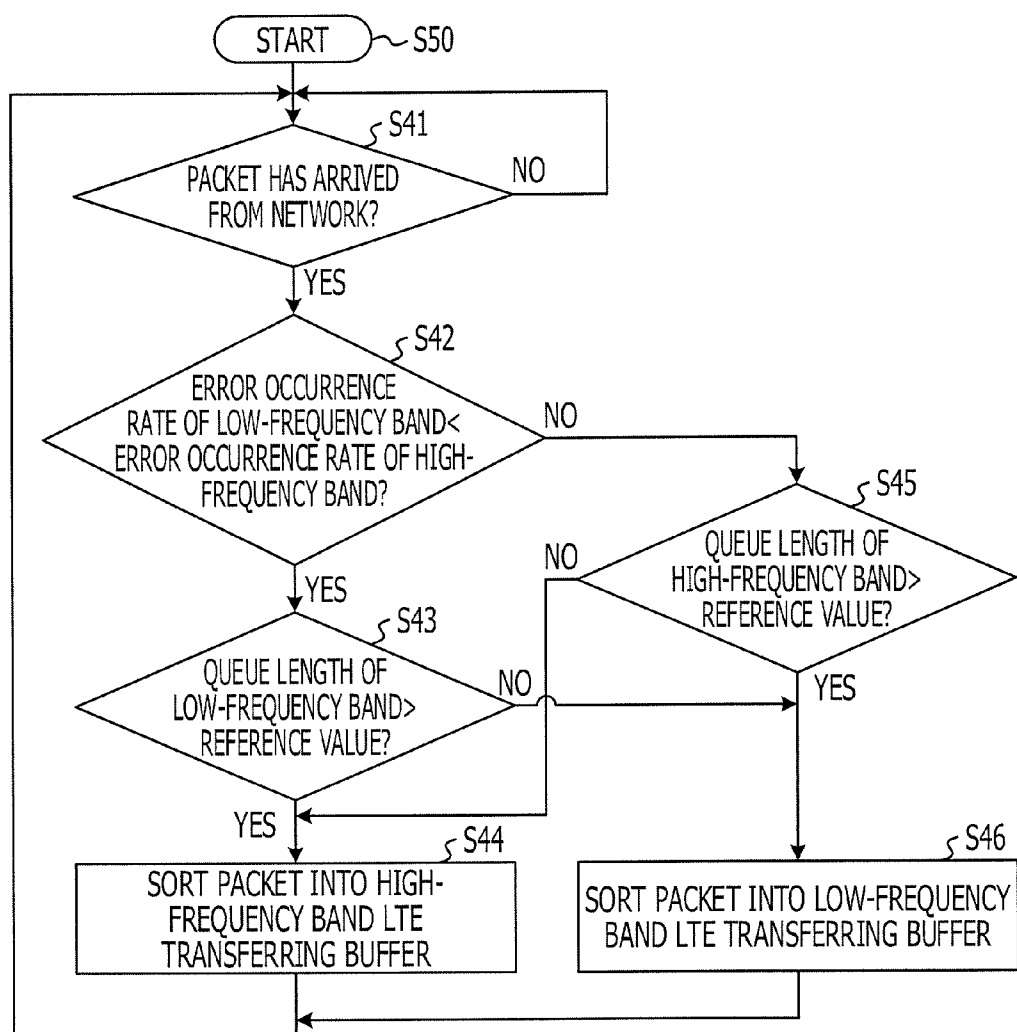 START
S50
S41
PACKET HAS ARRIVED
FROM NETWORK?
NO
YES
S42
ERROR OCCURRENCE
RATE OF LOW-FREQUENCY BAND<
ERROR OCCURRENCE RATE OF HIGH-
FREQUENCY BAND?
NO
YES
S45
QUEUE LENGTH OF
HIGH-FREQUENCY BAND>
REFERENCE VALUE?
NO
YES
S43
QUEUE LENGTH OF
LOW-FREQUENCY BAND>
REFERENCE VALUE?
NO
YES
S44
SORT PACKET INTO HIGH-
FREQUENCY BAND LTE
TRANSFERRING BUFFER
S46
SORT PACKET INTO LOW-FREQUENCY
BAND LTE TRANSFERRING BUFFER